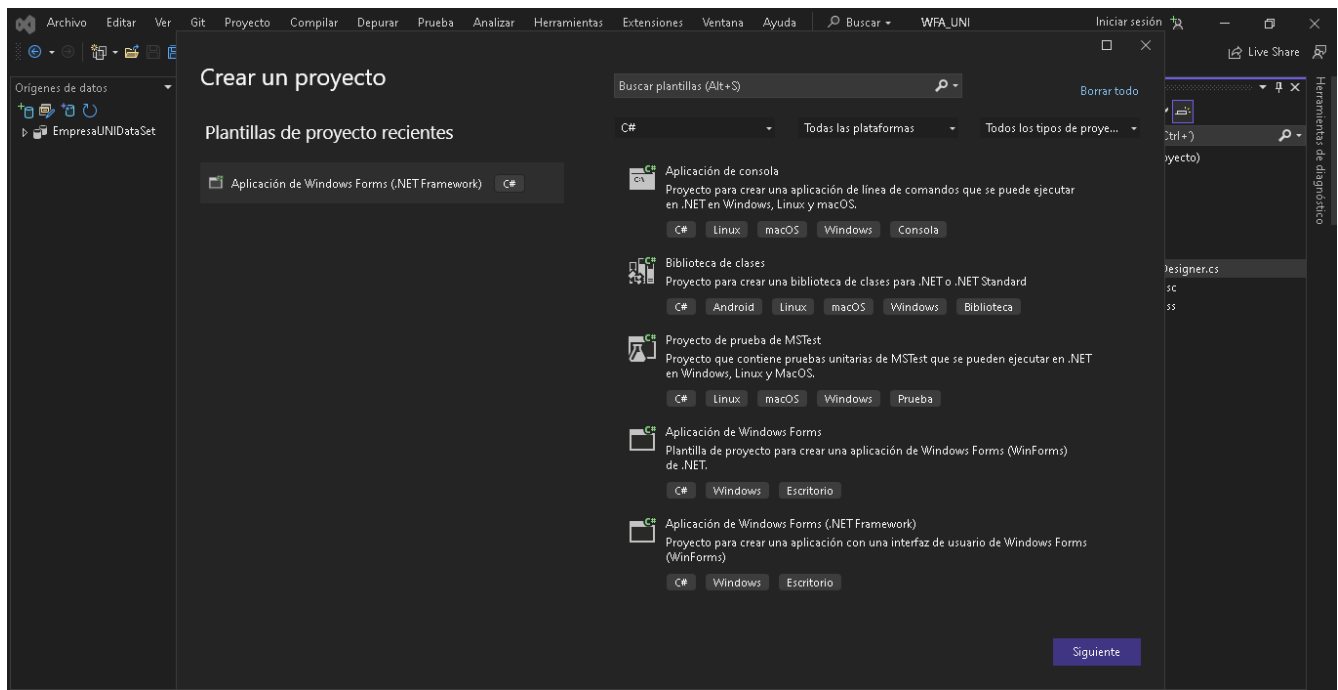 Archivo Editar Ver Git Proyecto Compilar Depurar Prueba Analizar Herramientas Extensiones Ventana Ayuda Buscar WFA_UNI Iniciar sesión
Live Share
Orígenes de datos
EmpresaUNIDataSet
Crear un proyecto
Plantillas de proyecto recientes
Aplicación de Windows Forms (.NET Framework) C#
Buscar plantillas (Alt+S)
Borrar todo
C# Todas las plataformas Todos los tipos de proye...
Aplicación de consola
Proyecto para crear una aplicación de línea de comandos que se puede ejecutar
en .NET en Windows, Linux y macOS.
C# Linux macOS Windows Consola
Biblioteca de clases
Proyecto para crear una biblioteca de clases para .NET o .NET Standard
C# Android Linux macOS Windows Biblioteca
Proyecto de prueba de MSTest
Proyecto que contiene pruebas unitarias de MSTest que se pueden ejecutar en .NET
en Windows, Linux y MacOS.
C# Linux macOS Windows Prueba
Aplicación de Windows Forms
Plantilla de proyecto para crear una aplicación de Windows Forms (WinForms)
de .NET.
C# Windows Escritorio
Aplicación de Windows Forms (.NET Framework)
Proyecto para crear una aplicación con una interfaz de usuario de Windows Forms
(WinForms)
C# Windows Escritorio
Siguiente
Ctrl+´)
yecto)
Designer.cs
sc
ss
Herramientas de diagnóstico